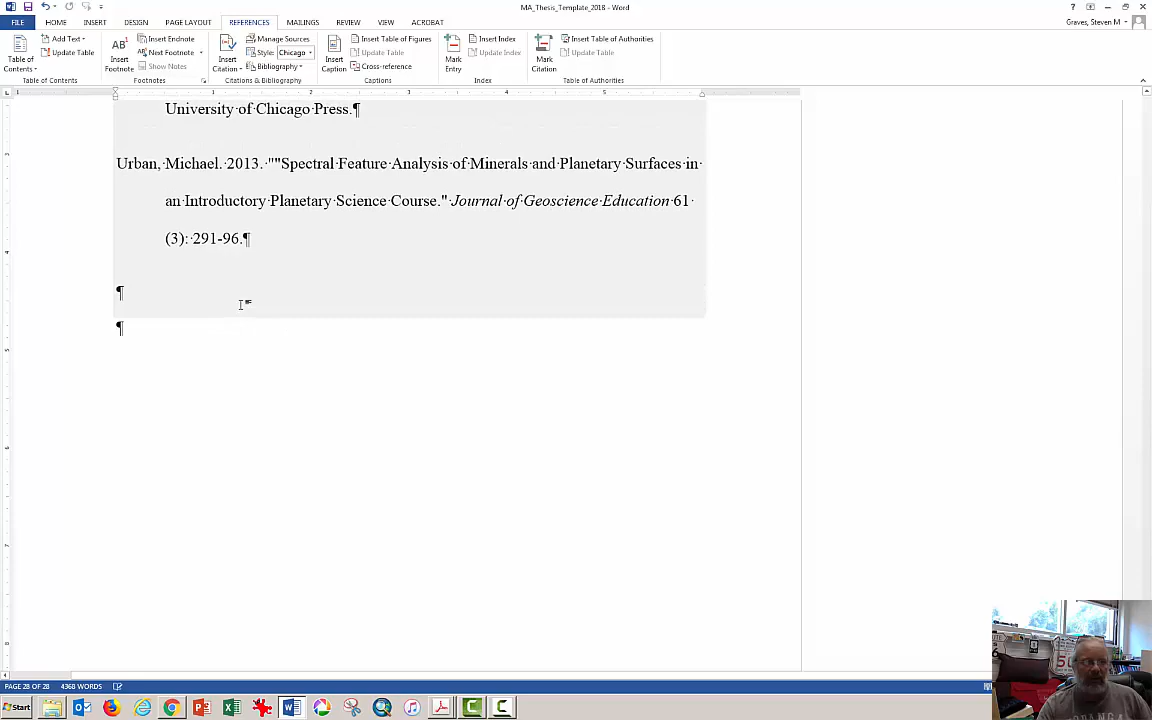 MA_Thesis_Template_2018 - Word
FILE HOME INSERT DESIGN PAGE LAYOUT REFERENCES MAILINGS REVIEW VIEW ACROBAT Graves, Steven M
Table of Contents
Add Text
Update Table
Table of Contents
AB¹
Insert Footnote
Insert Endnote
Next Footnote
Show Notes
Footnotes
Insert Citation
Manage Sources
Style: Chicago
Bibliography
Citations & Bibliography
Insert Caption
Insert Table of Figures
Update Table
Cross-reference
Captions
Mark Entry
Insert Index
Update Index
Index
Mark Citation
Insert Table of Authorities
Update Table
Table of Authorities
University of Chicago Press.¶
Urban, Michael. 2013. ""Spectral Feature Analysis of Minerals and Planetary Surfaces in
an Introductory Planetary Science Course." Journal of Geoscience Education 61
(3): 291-96.¶
¶
¶
PAGE 28 OF 28 4368 WORDS
Start